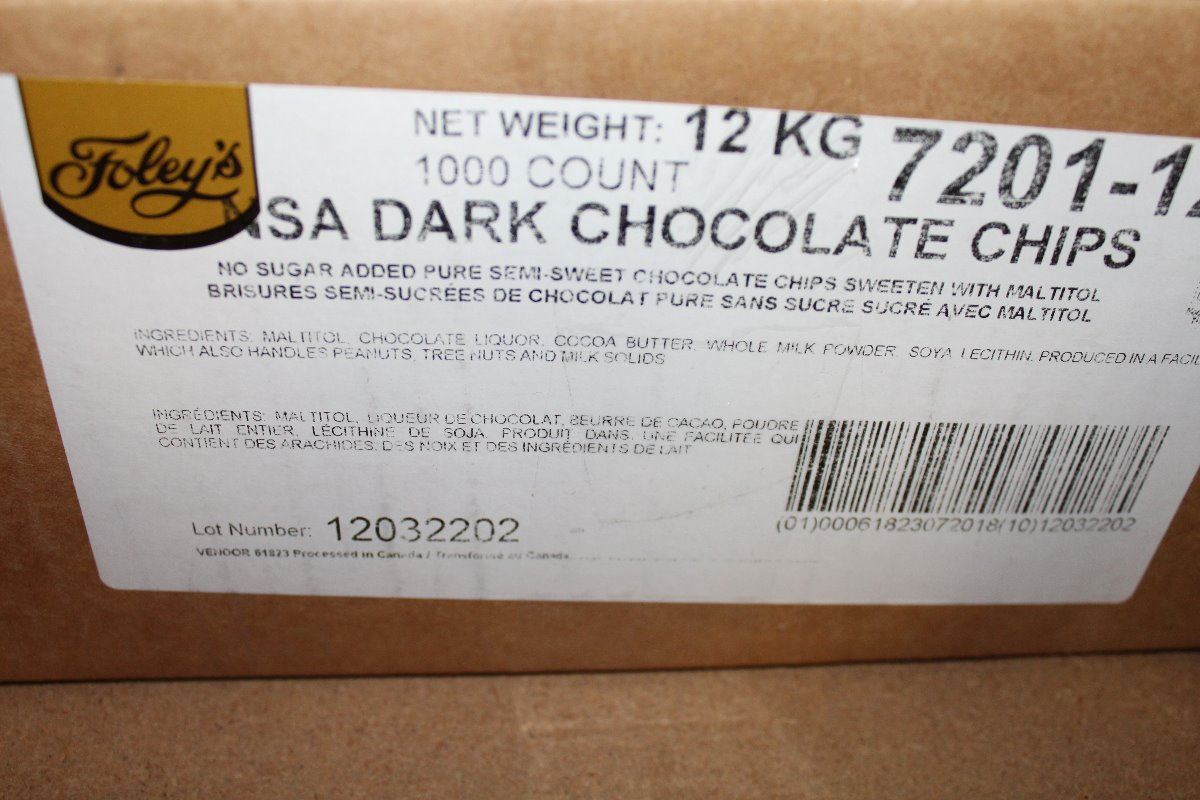 Foley's
NET WEIGHT: 12 KG 7201-12
1000 COUNT
NSA DARK CHOCOLATE CHIPS
NO SUGAR ADDED PURE SEMI-SWEET CHOCOLATE CHIPS SWEETEN WITH MALTITOL
BRISURES SEMI-SUCRÉES DE CHOCOLAT PURE SANS SUCRE SUCRÉ AVEC MALTITOL
INGREDIENTS: MALTITOL, CHOCOLATE LIQUOR, COCOA BUTTER, WHOLE MILK POWDER, SOYA LECITHIN. PRODUCED IN A FACIL
WHICH ALSO HANDLES PEANUTS, TREE NUTS AND MILK SOLIDS
INGRÉDIENTS: MALTITOL, LIQUEUR DE CHOCOLAT, BEURRE DE CACAO, POUDRE
DE LAIT ENTIER, LÉCITHINE DE SOJA. PRODUIT DANS UNE FACILITÉE QUI
CONTIENT DES ARACHIDES, DES NOIX ET DES INGRÉDIENTS DE LAIT
Lot Number: 12032202
(01)00061823072018(10)12032202
VENDOR 61823 Processed in Canada / Transformé au Canada